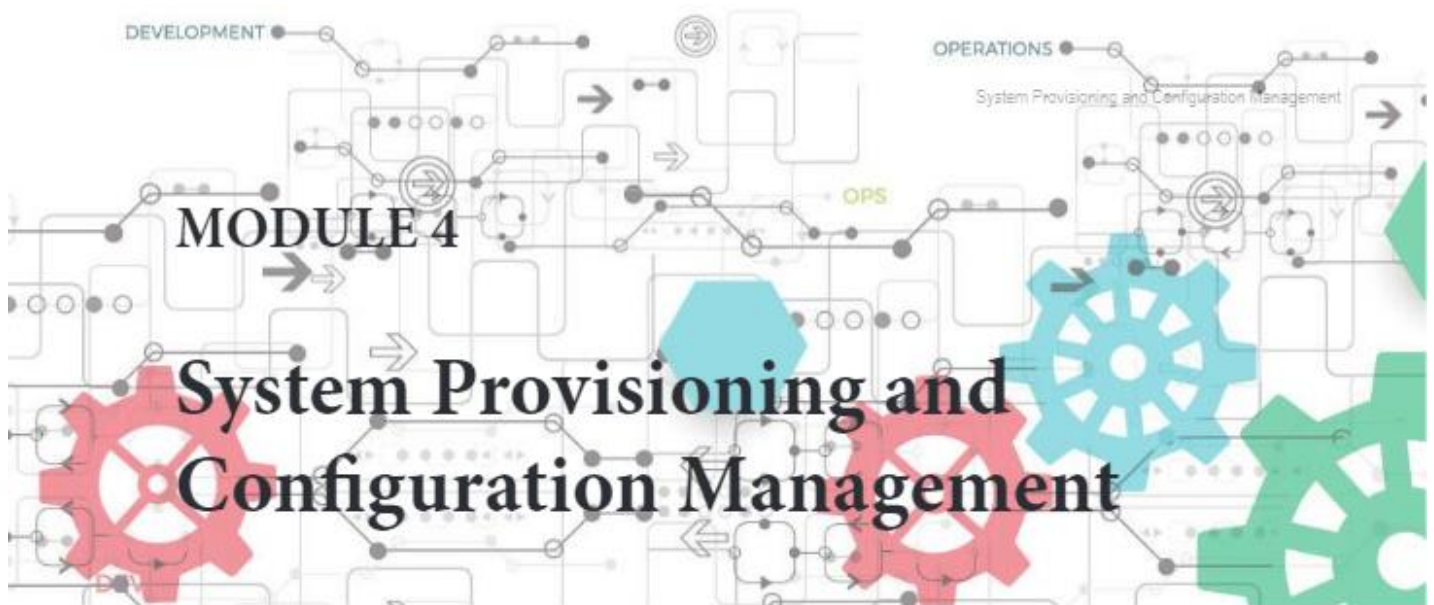 DEVELOPMENT
OPERATIONS
System Provisioning and Configuration Management
OPS
MODULE 4
System Provisioning and
Configuration Management